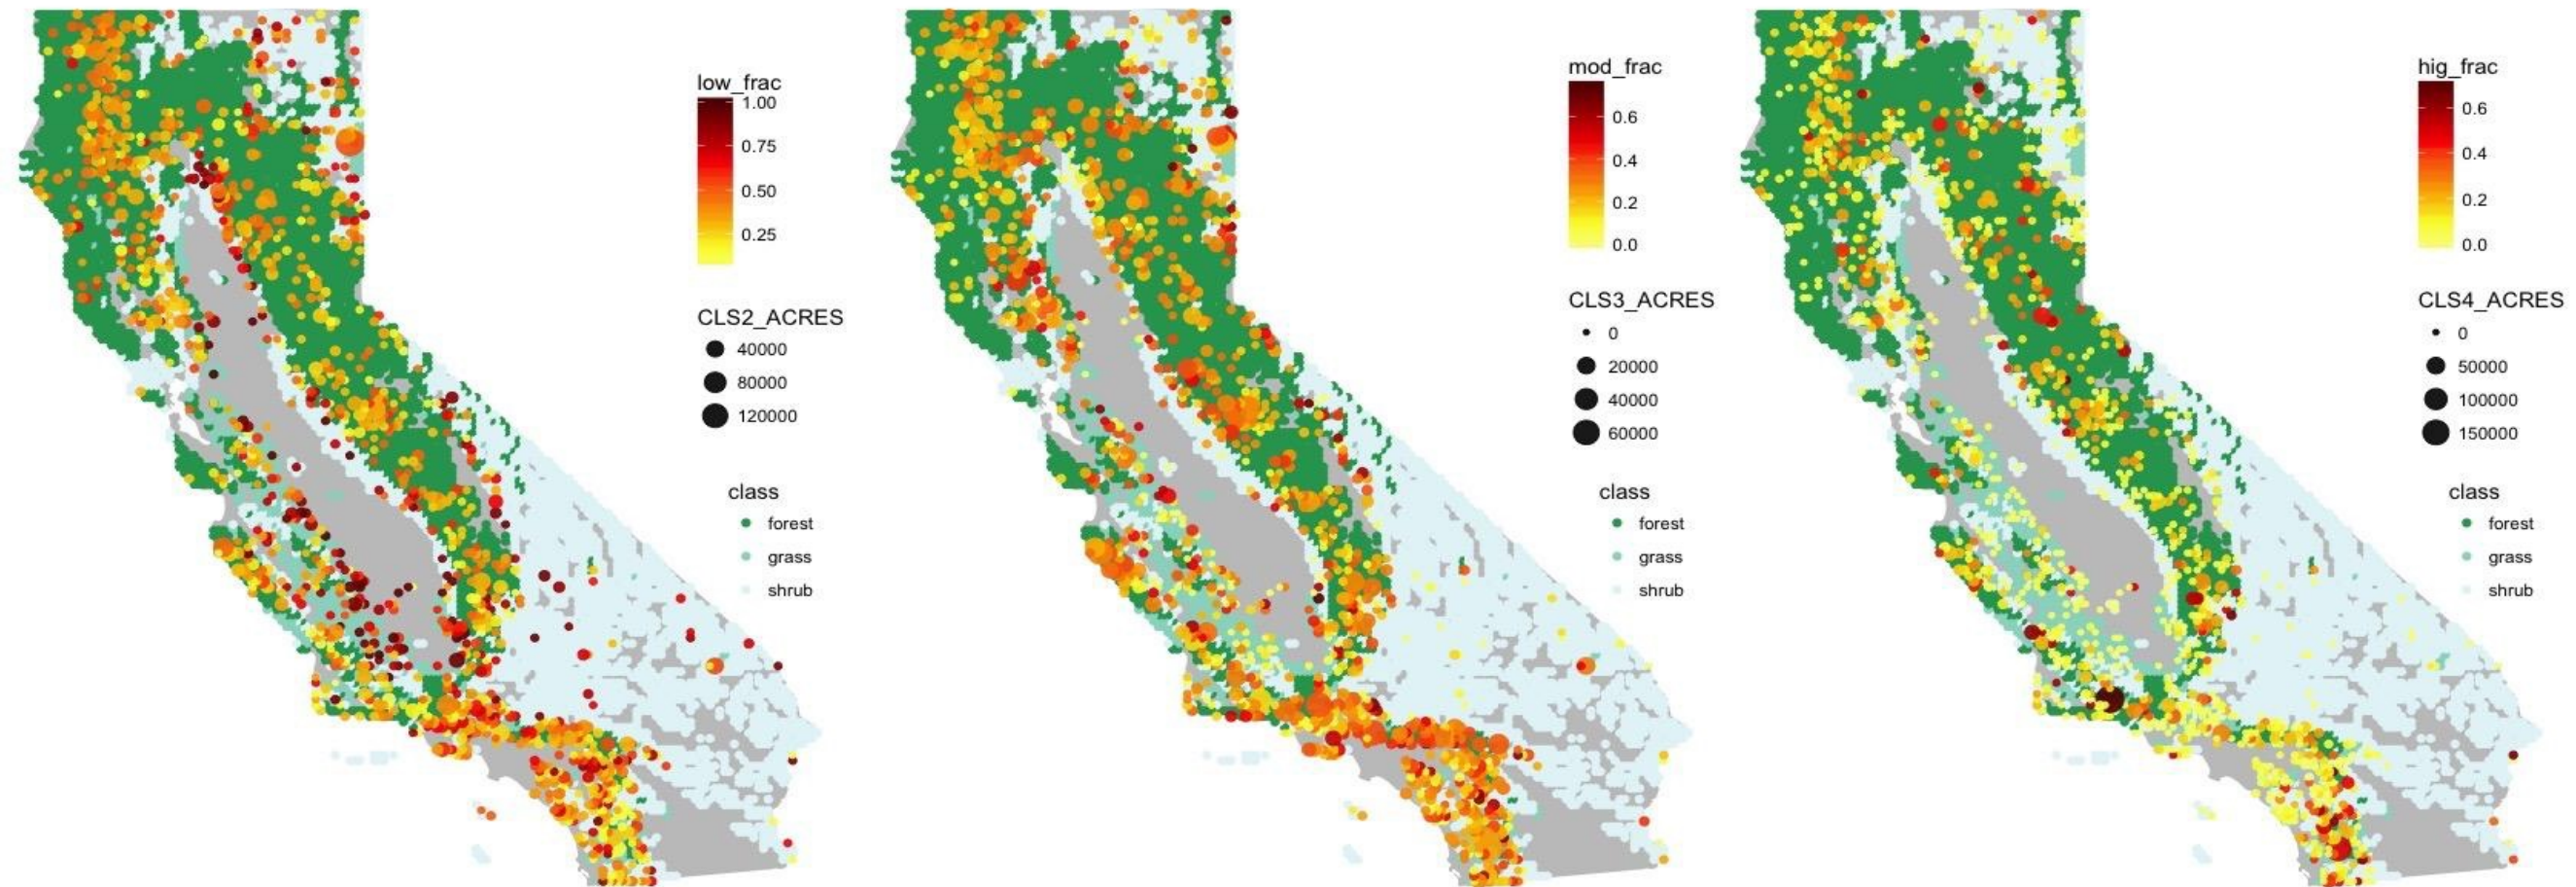 low_frac
1.00
0.75
0.50
0.25
CLS2_ACRES
40000
80000
120000
class
forest
grass
shrub
mod_frac
0.6
0.4
0.2
0.0
CLS3_ACRES
0
20000
40000
60000
class
forest
grass
shrub
hig_frac
0.6
0.4
0.2
0.0
CLS4_ACRES
0
50000
100000
150000
class
forest
grass
shrub